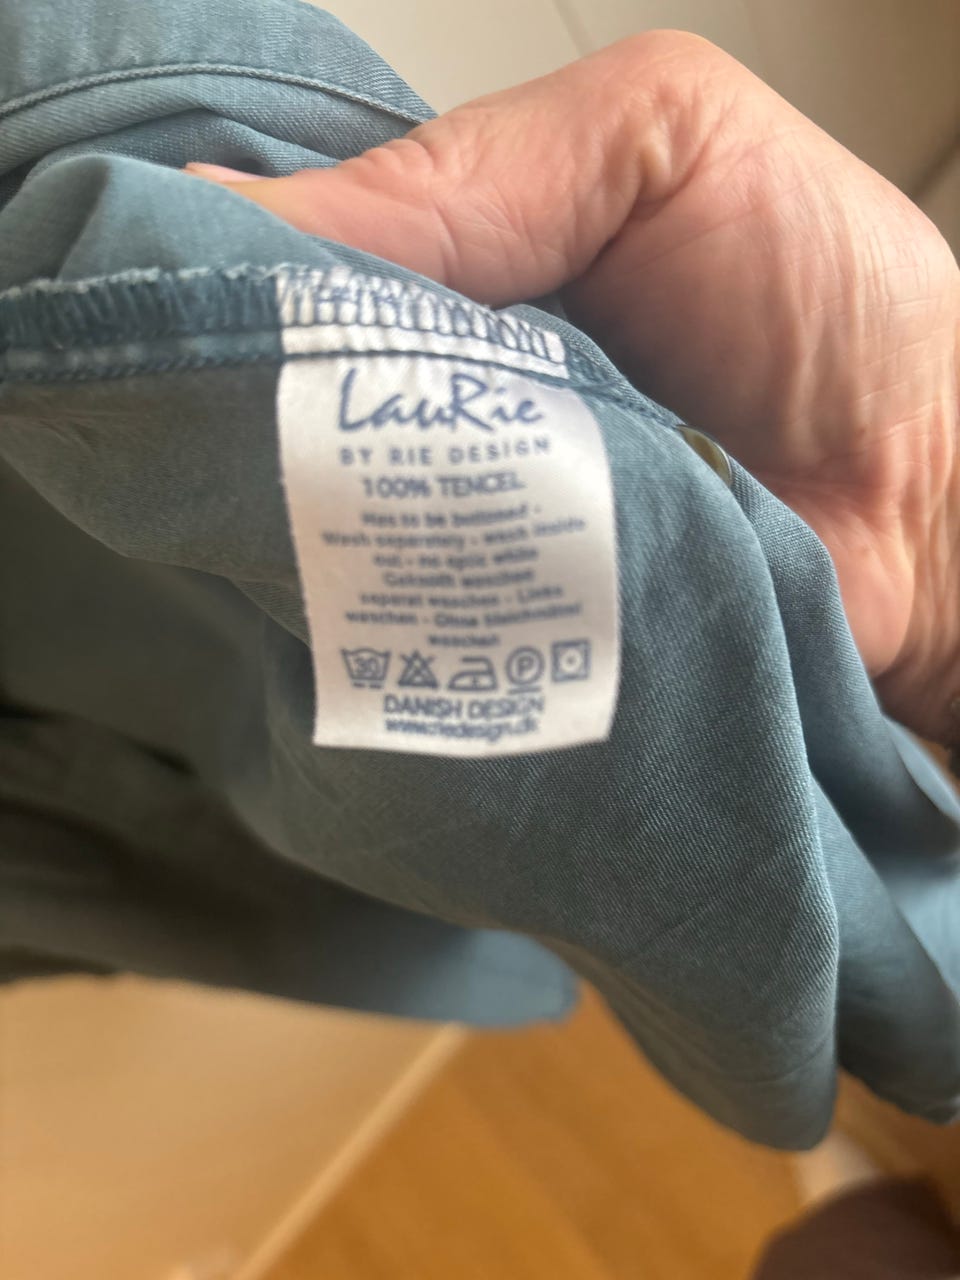 LauRie
BY RIE DESIGN
100% TENCEL
Has to be buttoned -
Wash separately - wash inside
out - no optic white
Geknöpft waschen
separat waschen - Links
waschen - Ohne bleichmittel
waschen
30
P
DANISH DESIGN
www.riedesign.dk